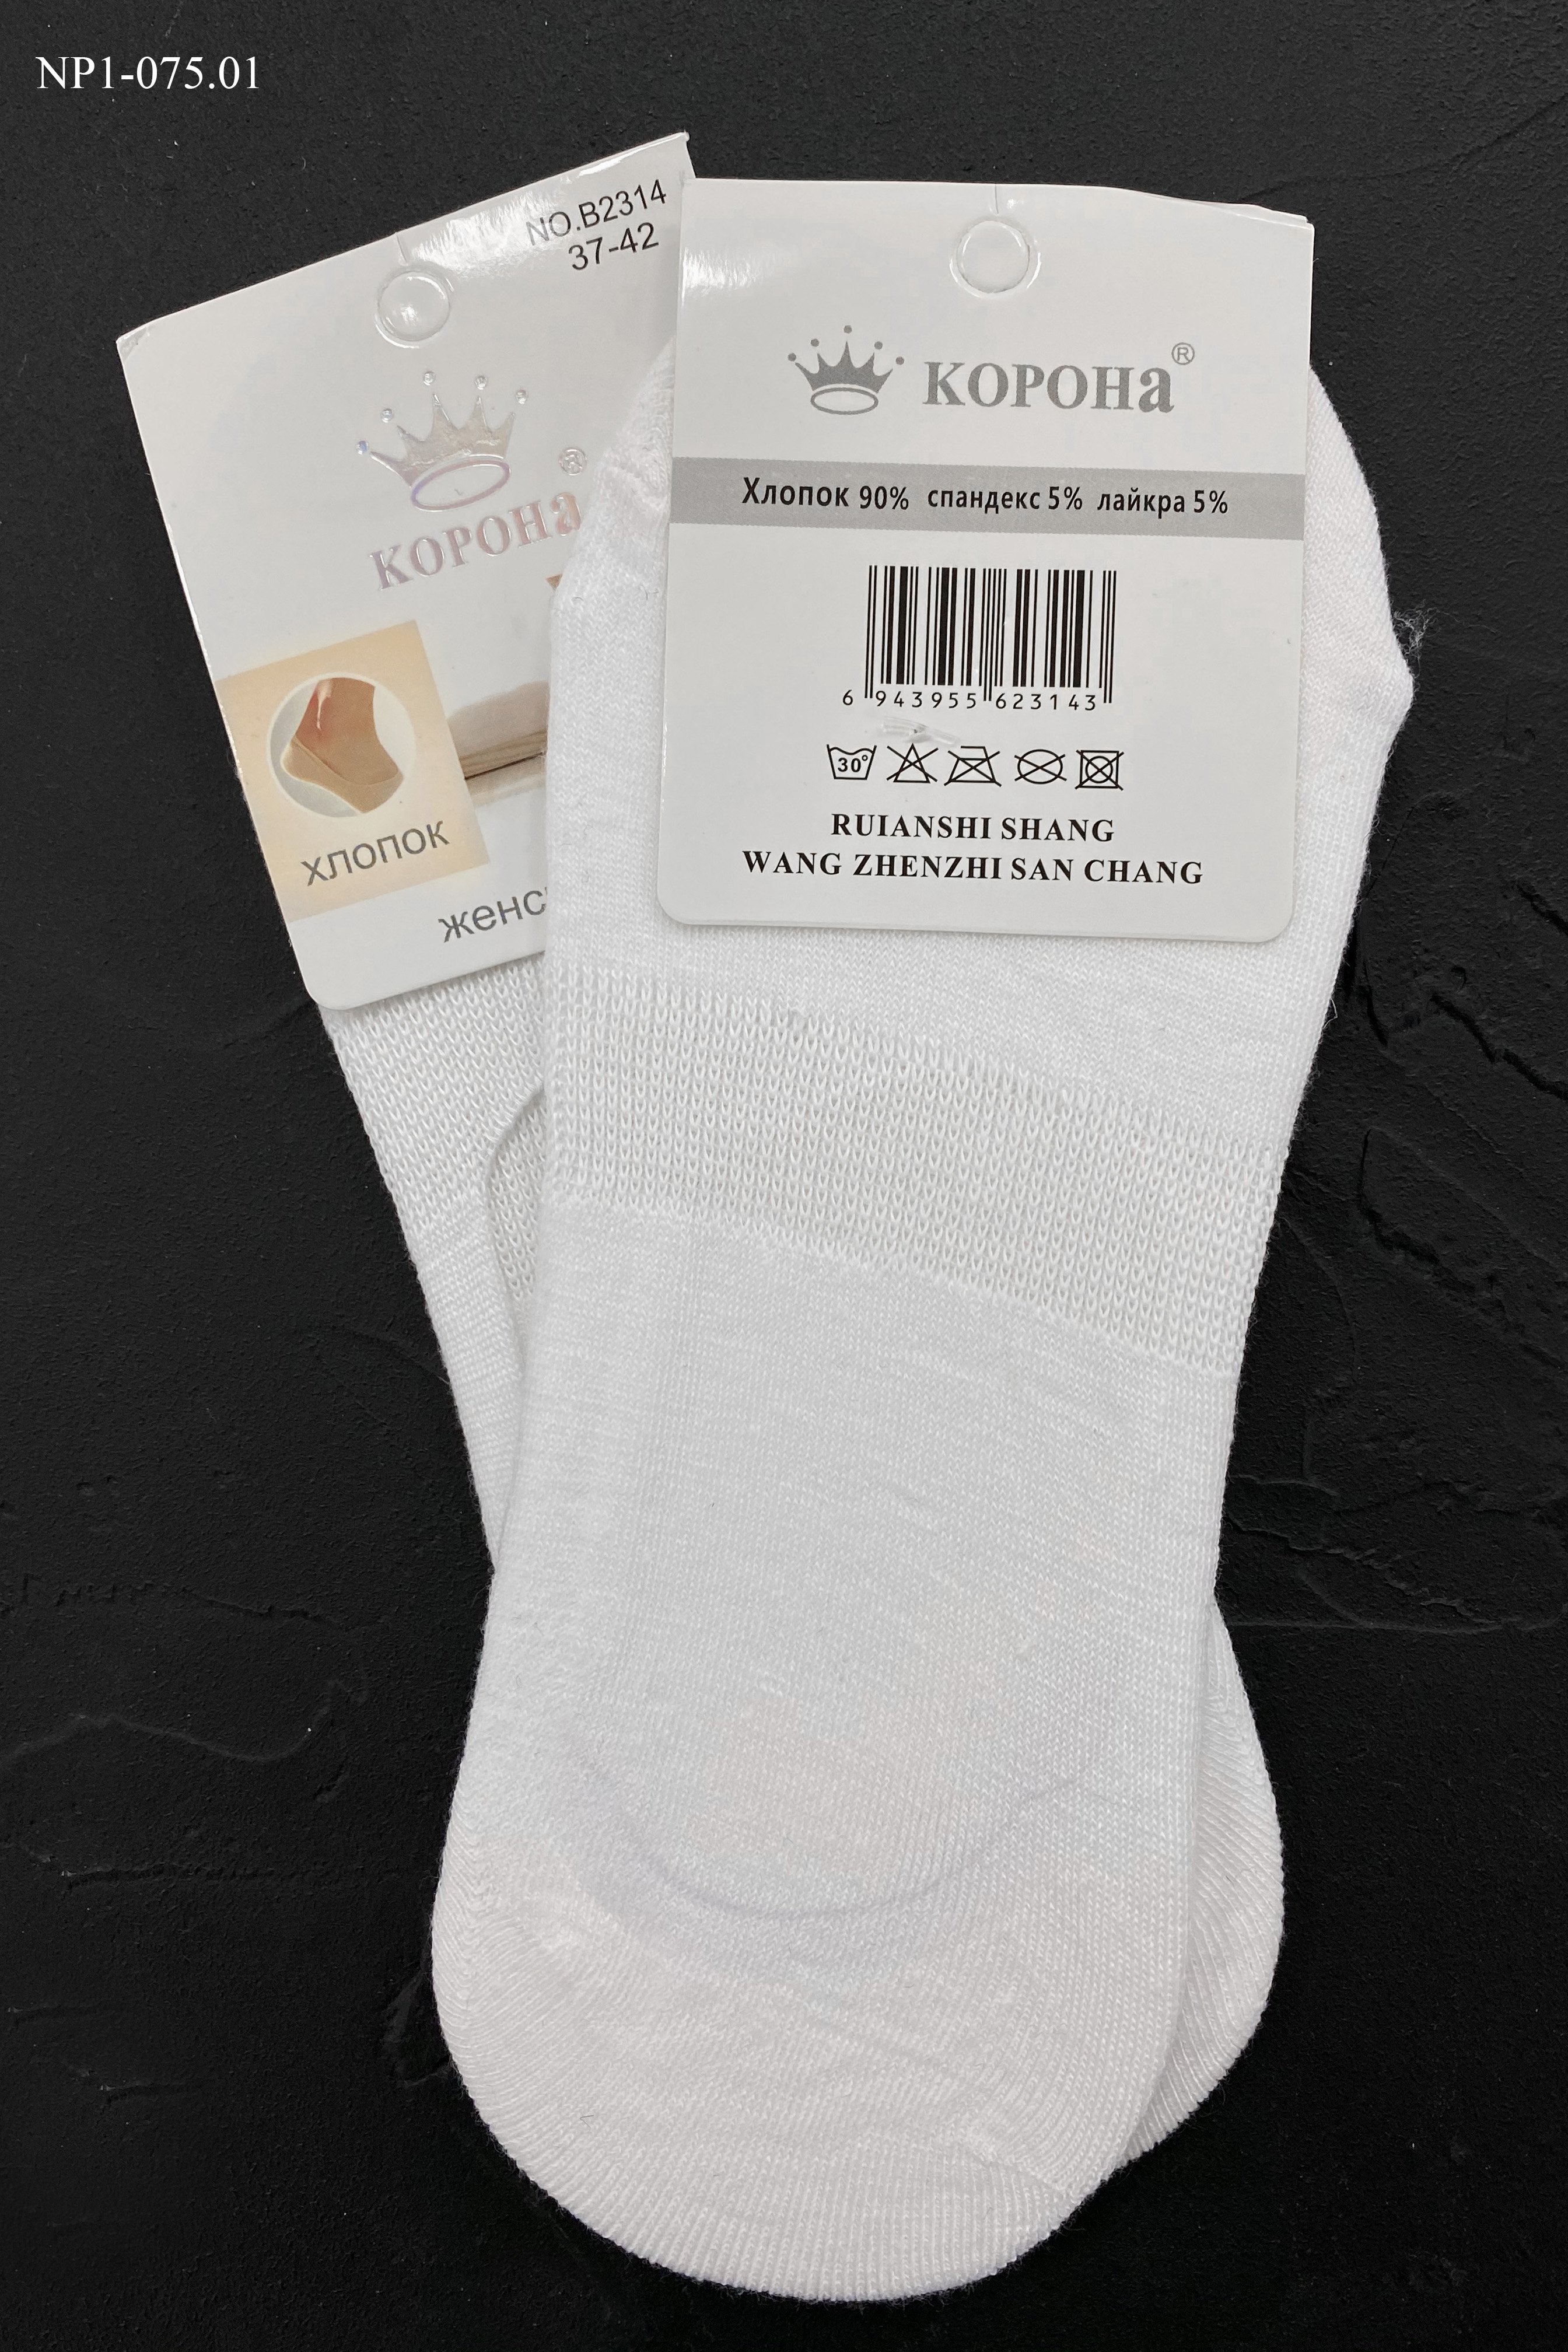 NP1-075.01
NO.B2314
37-42
КОРОНа®
хлопок
женс
КОРОНа®
Хлопок 90% спандекс 5% лайкра 5%
6 943955 623143
30°
RUIANSHI SHANG
WANG ZHENZHI SAN CHANG